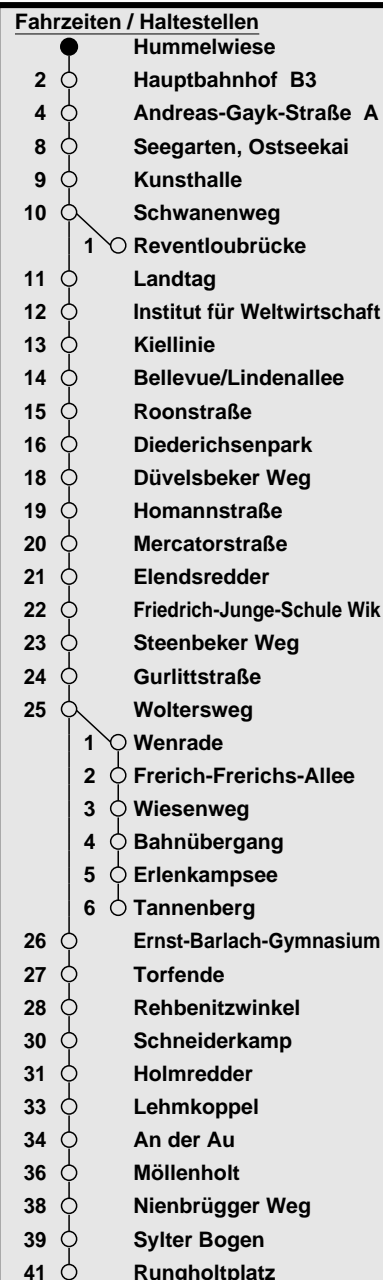 Fahrzeiten / Haltestellen
Hummelwiese
2 Hauptbahnhof B3
4 Andreas-Gayk-Straße A
8 Seegarten, Ostseekai
9 Kunsthalle
10 Schwanenweg
1 Reventloubrücke
11 Landtag
12 Institut für Weltwirtschaft
13 Kiellinie
14 Bellevue/Lindenallee
15 Roonstraße
16 Diederichsenpark
18 Düvelsbeker Weg
19 Homannstraße
20 Mercatorstraße
21 Elendsredder
22 Friedrich-Junge-Schule Wik
23 Steenbeker Weg
24 Gurlittstraße
25 Woltersweg
1 Wenrade
2 Frerich-Frerichs-Allee
3 Wiesenweg
4 Bahnübergang
5 Erlenkampsee
6 Tannenberg
26 Ernst-Barlach-Gymnasium
27 Torfende
28 Rehbenitzwinkel
30 Schneiderkamp
31 Holmredder
33 Lehmkoppel
34 An der Au
36 Möllenholt
38 Nienbrügger Weg
39 Sylter Bogen
41 Rungholtplatz